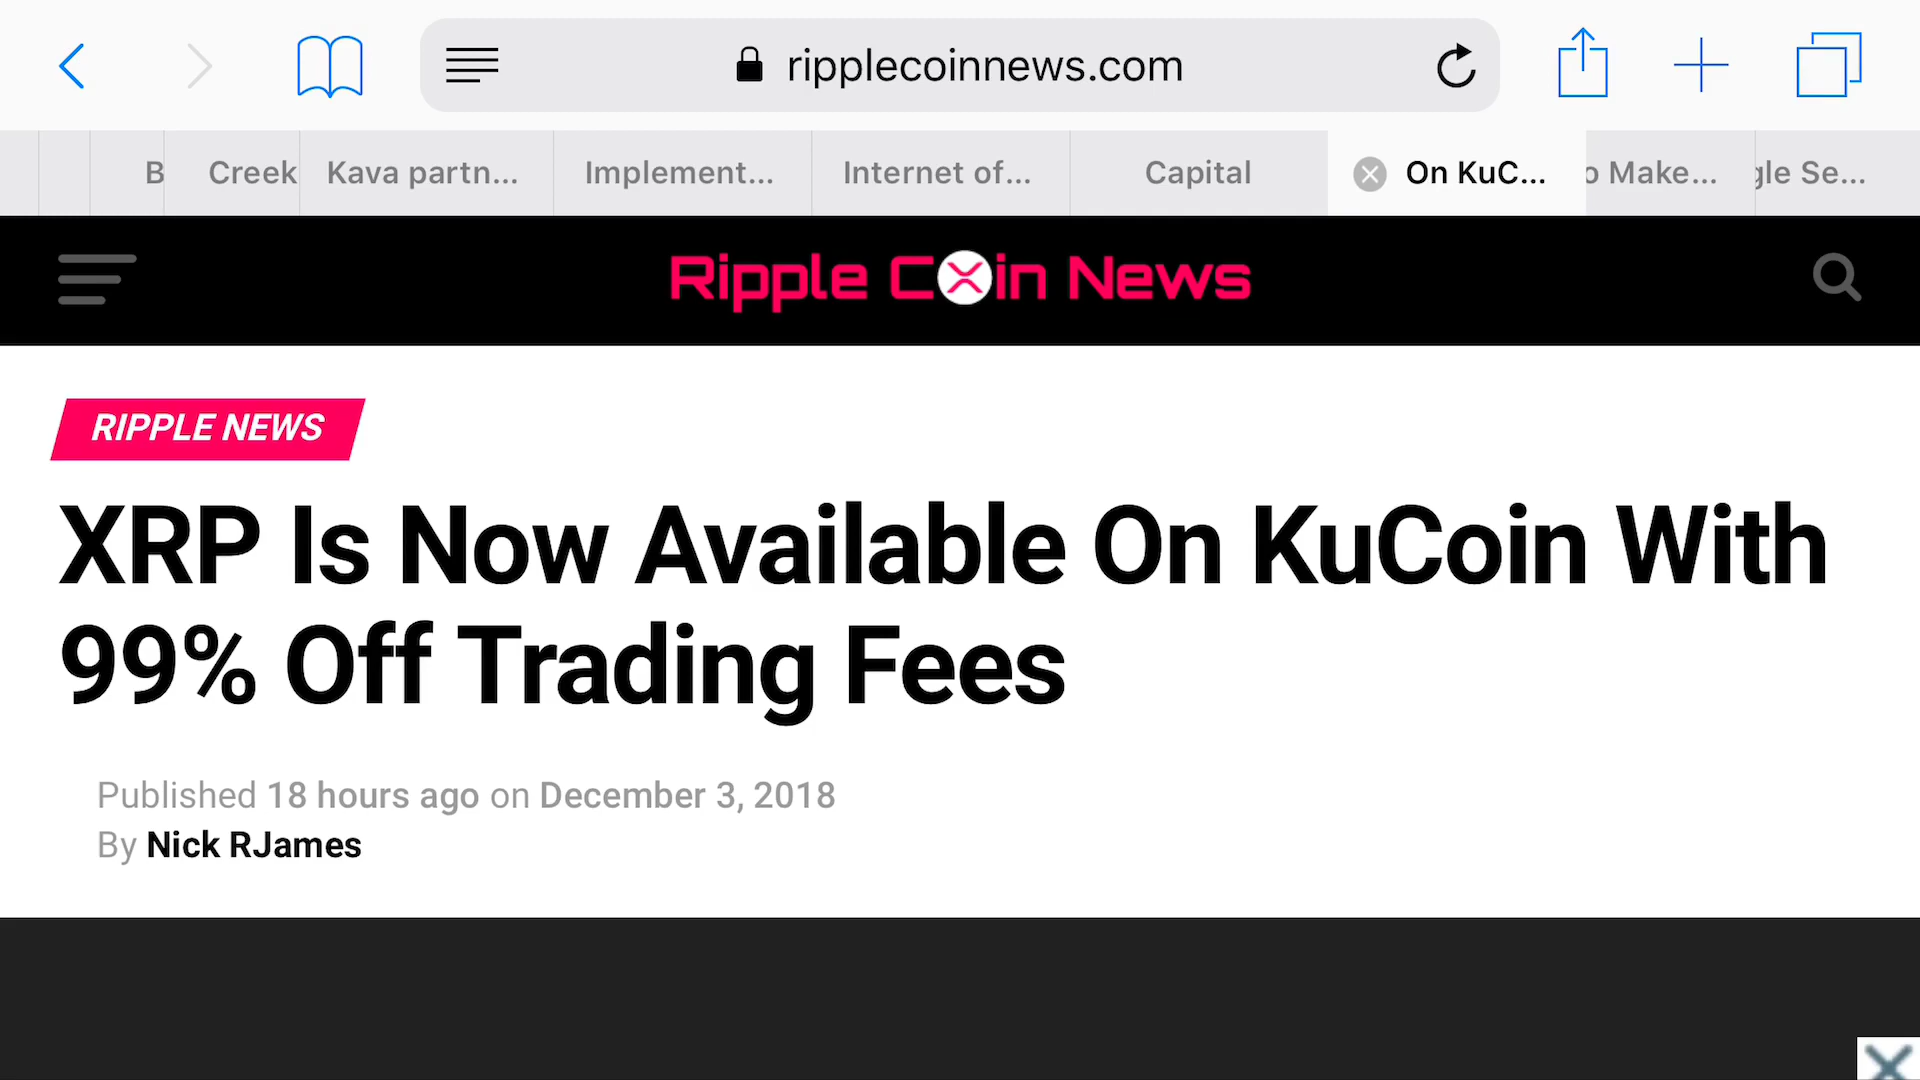 ripplecoinnews.com
B
Creek
Kava partn...
Implement...
Internet of...
Capital
On KuC...
o Make...
gle Se...
Ripple Coin News
RIPPLE NEWS
XRP Is Now Available On KuCoin With
99% Off Trading Fees
Published 18 hours ago on December 3, 2018
By Nick RJames